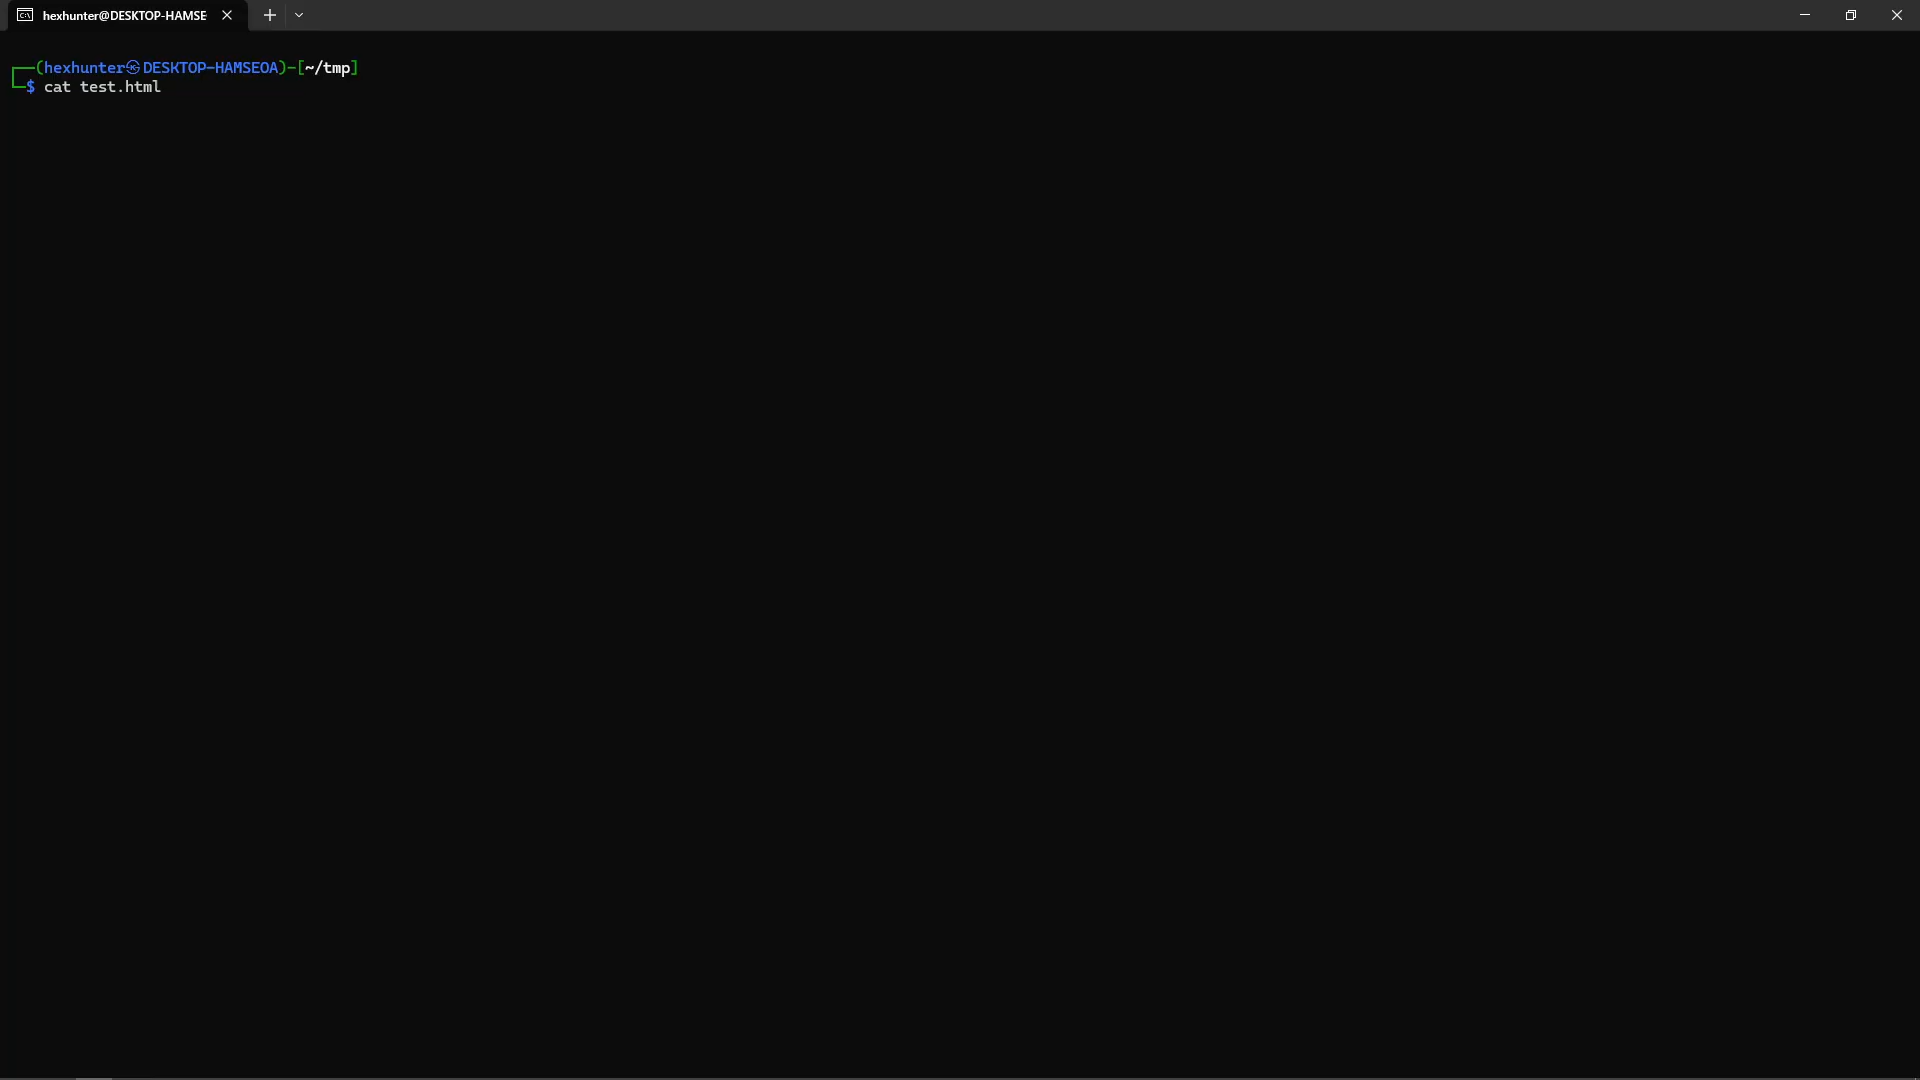 hexhunter@DESKTOP-HAMSE
┌──(hexhunter㉿DESKTOP-HAMSEOA)-[~/tmp]
└─$ cat test.html